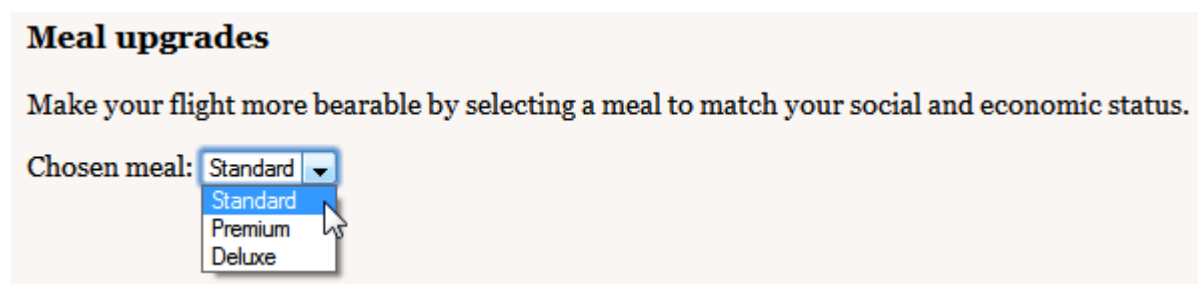 Meal upgrades
Make your flight more bearable by selecting a meal to match your social and economic status.
Chosen meal: Standard
Standard
Premium
Deluxe